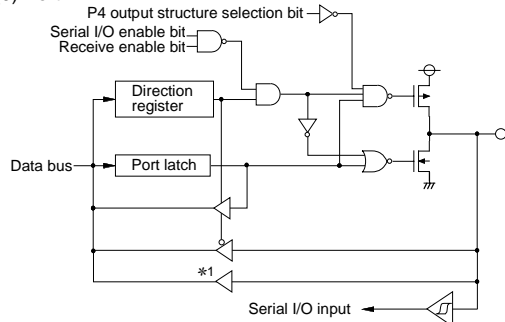 P4 output structure selection bit
Serial I/O enable bit
Receive enable bit
Direction
register
Data bus
Port latch
*1
Serial I/O input